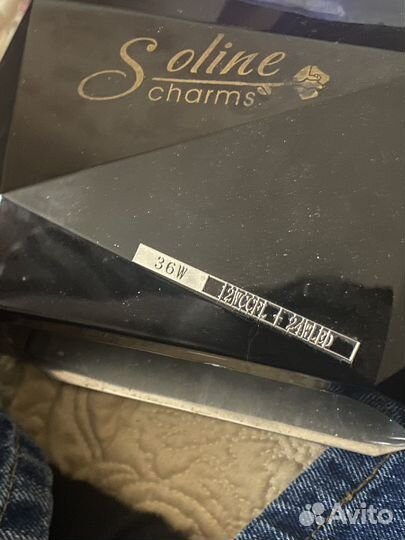 Soline
charms
36W
12WCCFL + 24WLED
Avito